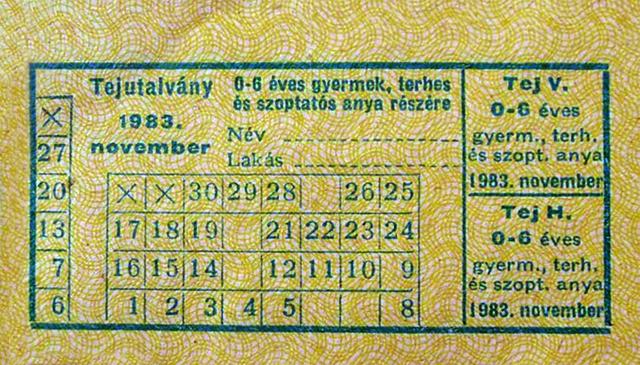 Tejutalvány
1983.
november
0-6 éves gyermek, terhes
és szoptatós anya részére
Név
Lakás
X
27
20 X X 30 29 28 26 25
13 17 18 19 21 22 23 24
7 16 15 14 12 11 10 9
6 1 2 3 4 5 8
Tej V.
0-6 éves
gyerm., terh.
és szopt. anya
1983. november
Tej H.
0-6 éves
gyerm., terh.
és szopt. anya
1983. november